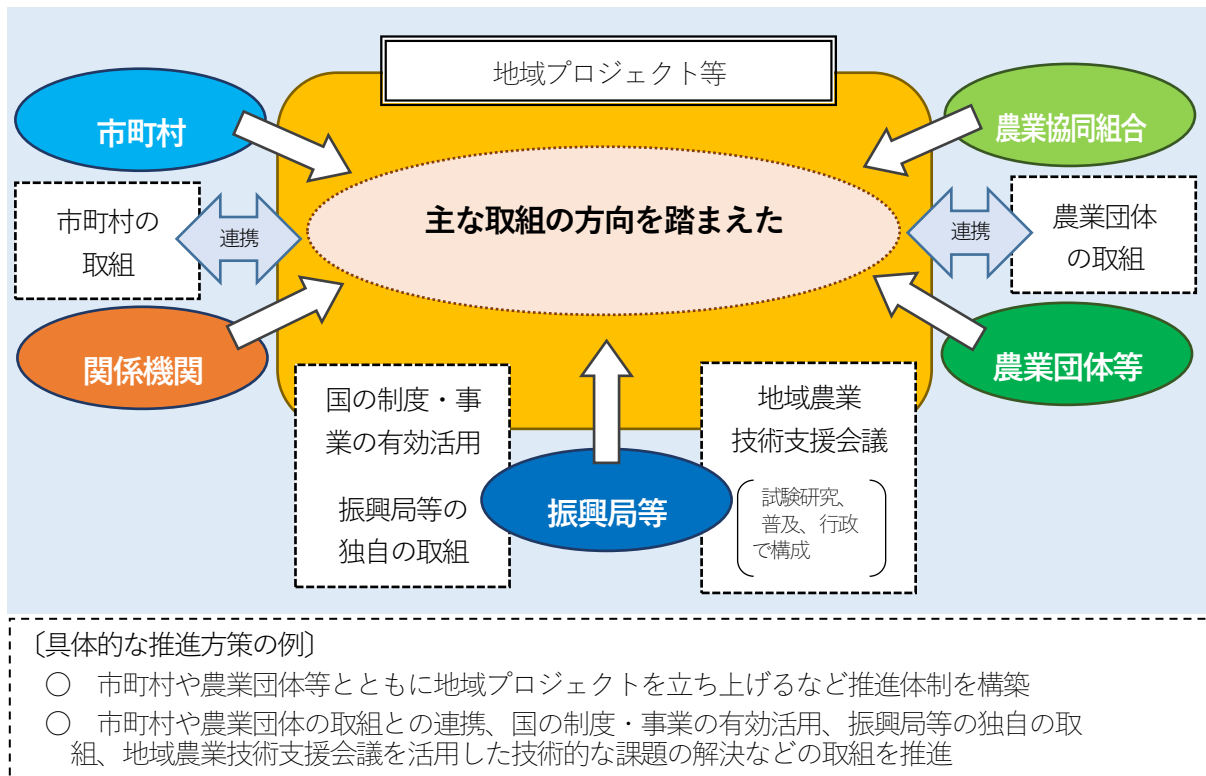 地域プロジェクト等
市町村
農業協同組合
主な取組の方向を踏まえた
市町村の
取組
連携
連携
農業団体
の取組
関係機関
農業団体等
国の制度・事
業の有効活用
振興局等の
独自の取組
振興局等
地域農業
技術支援会議
試験研究、
普及、行政
で構成
〔具体的な推進方策の例〕
○　市町村や農業団体等とともに地域プロジェクトを立ち上げるなど推進体制を構築
○　市町村や農業団体の取組との連携、国の制度・事業の有効活用、振興局等の独自の取
組、地域農業技術支援会議を活用した技術的な課題の解決などの取組を推進